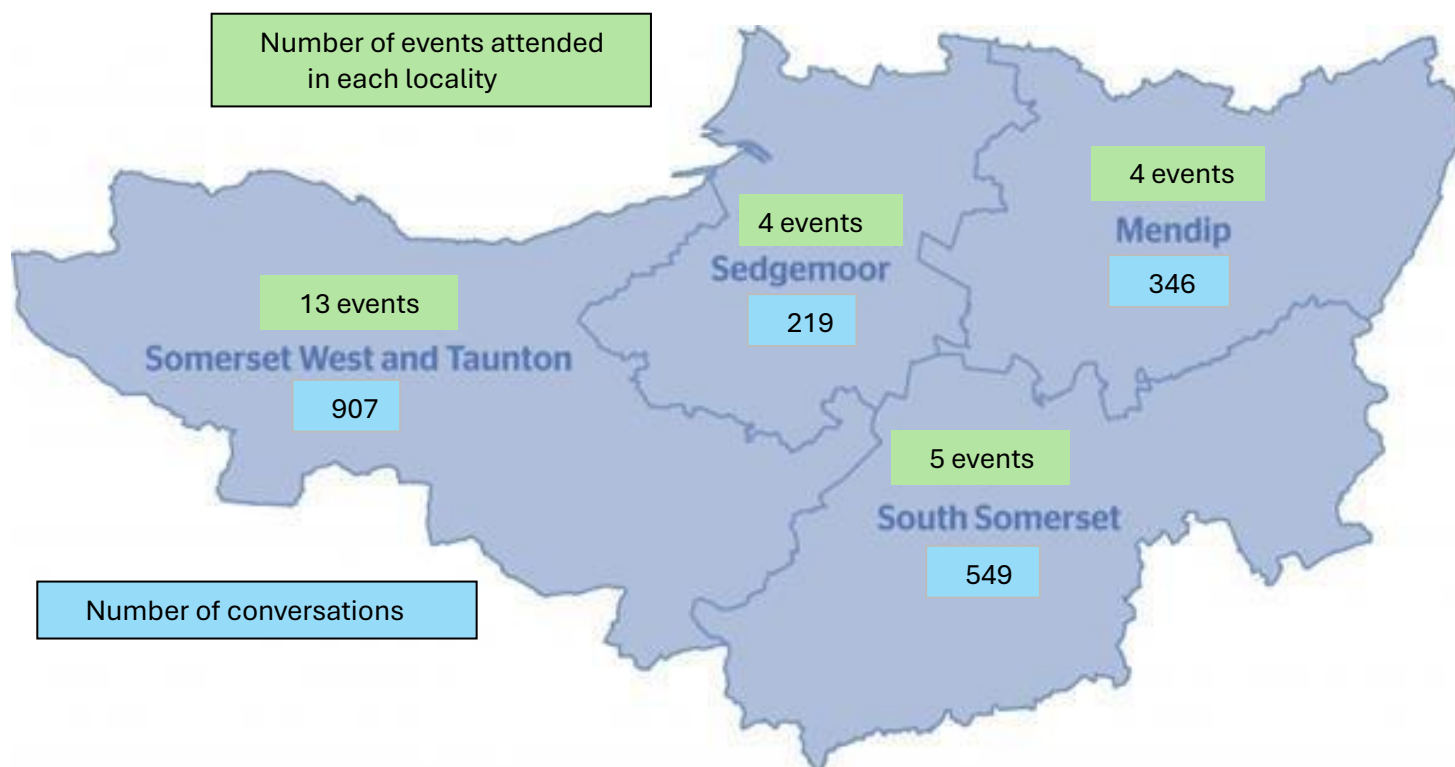 Number of events attended
in each locality
4 events
Mendip
346
4 events
Sedgemoor
219
13 events
Somerset West and Taunton
907
5 events
South Somerset
549
Number of conversations